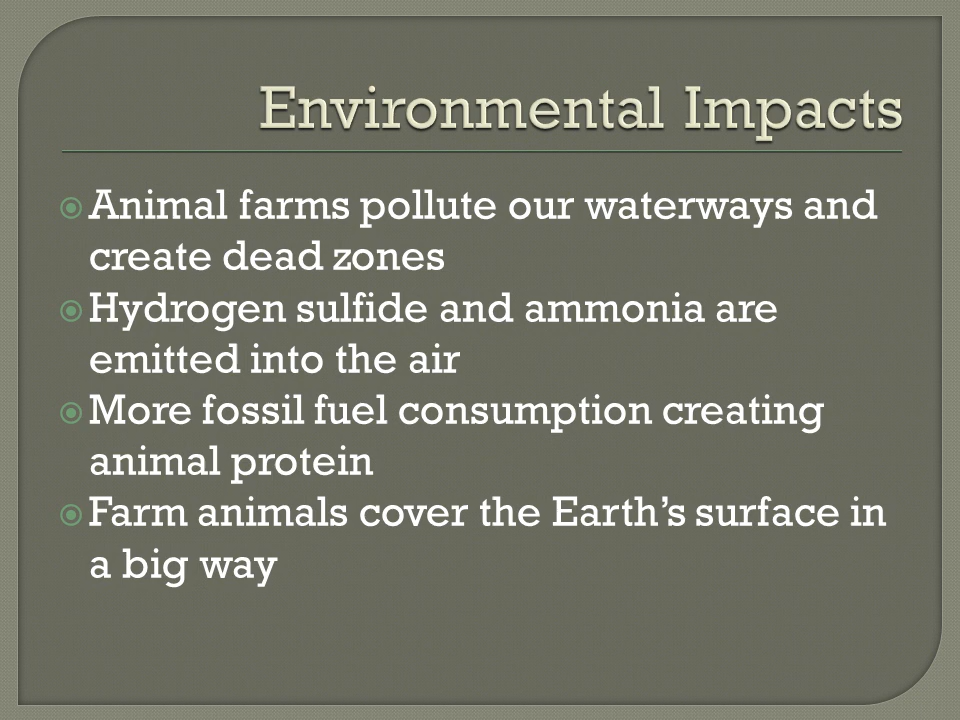 Environmental Impacts
Animal farms pollute our waterways and
create dead zones
Hydrogen sulfide and ammonia are
emitted into the air
More fossil fuel consumption creating
animal protein
Farm animals cover the Earth’s surface in
a big way